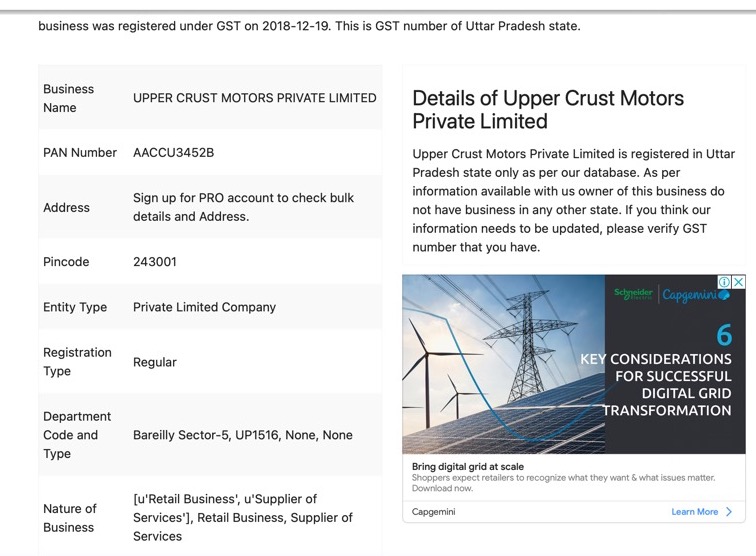 business was registered under GST on 2018-12-19. This is GST number of Uttar Pradesh state.
Business
Name
UPPER CRUST MOTORS PRIVATE LIMITED
PAN Number
AACCU3452B
Address
Sign up for PRO account to check bulk
details and Address.
Pincode
243001
Entity Type
Private Limited Company
Registration
Type
Regular
Department
Code and
Type
Bareilly Sector-5, UP1516, None, None
Nature of
Business
[u'Retail Business', u'Supplier of
Services'], Retail Business, Supplier of
Services
Details of Upper Crust Motors
Private Limited
Upper Crust Motors Private Limited is registered in Uttar
Pradesh state only as per our database. As per
information available with us owner of this business do
not have business in any other state. If you think our
information needs to be updated, please verify GST
number that you have.
Schneider
Electric
Capgemini
6
KEY CONSIDERATIONS
FOR SUCCESSFUL
DIGITAL GRID
TRANSFORMATION
Bring digital grid at scale
Shoppers expect retailers to recognize what they want & what issues matter.
Download now.
Capgemini
Learn More